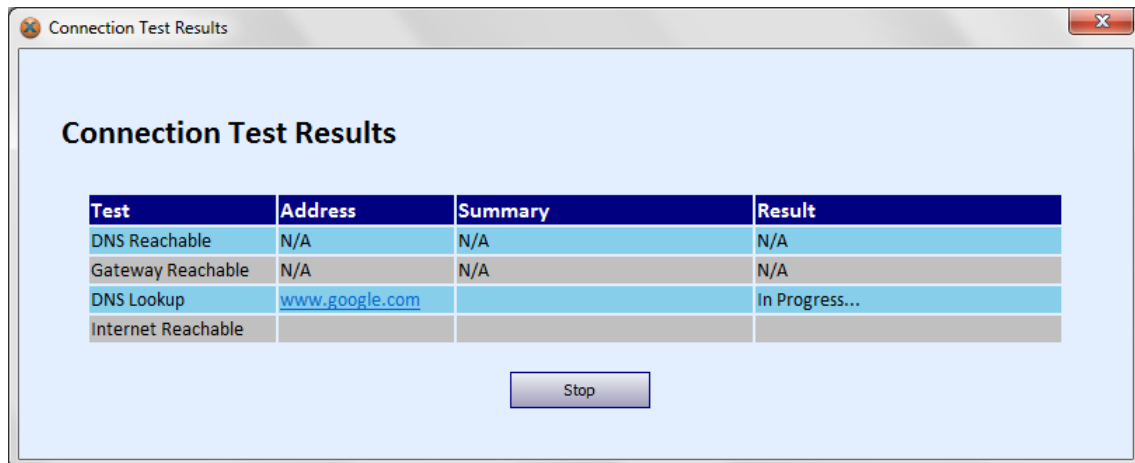 Connection Test Results
Connection Test Results
Test Address Summary Result
DNS Reachable N/A N/A N/A
Gateway Reachable N/A N/A N/A
DNS Lookup www.google.com In Progress...
Internet Reachable
Stop